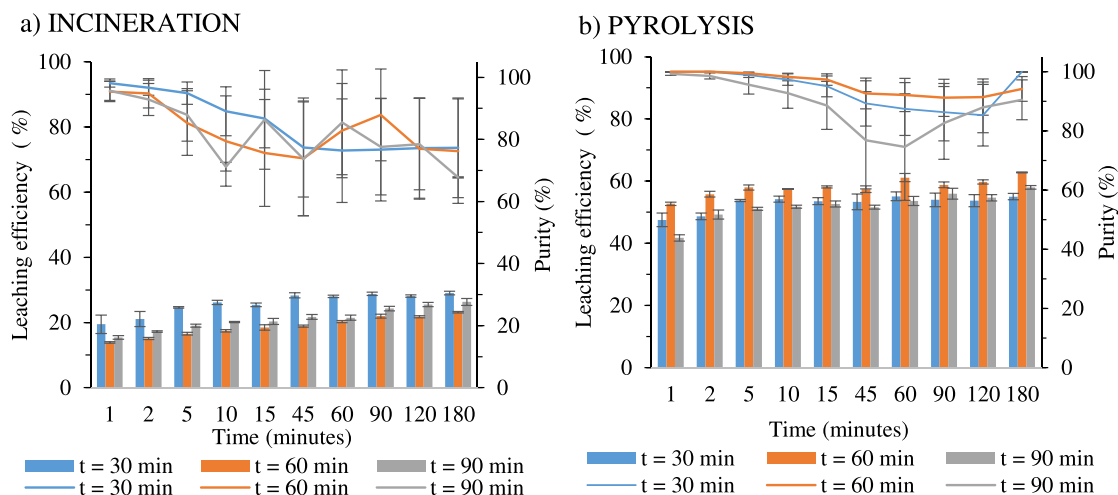 a) INCINERATION
100
80
60
40
20
0
Leaching efficiency ( %)
100
80
60
40
20
0
Purity (%)
1 2 5 10 15 45 60 90 120 180
Time (minutes)
t = 30 min t = 60 min t = 90 min
t = 30 min t = 60 min t = 90 min
b) PYROLYSIS
100
80
60
40
20
0
Leaching efficiency ( %)
100
80
60
40
20
0
Purity (%)
1 2 5 10 15 45 60 90 120 180
Time (minutes)
t = 30 min t = 60 min t = 90 min
t = 30 min t = 60 min t = 90 min